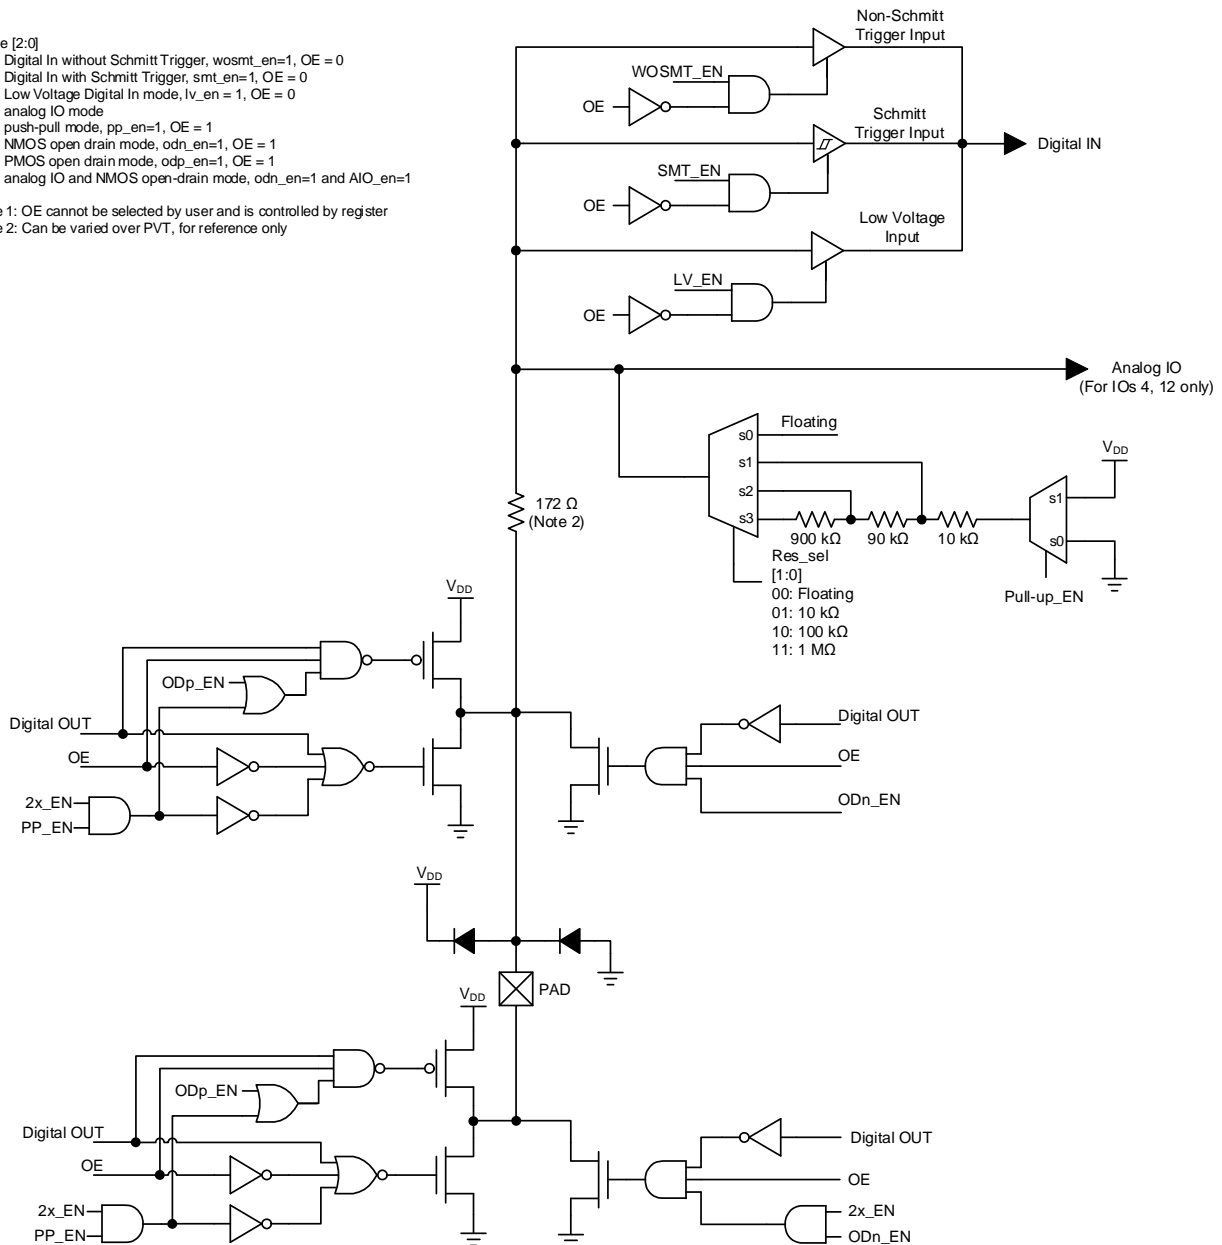 e [2:0]
Digital In without Schmitt Trigger, wosmt_en=1, OE = 0
Digital In with Schmitt Trigger, smt_en=1, OE = 0
Low Voltage Digital In mode, lv_en = 1, OE = 0
analog IO mode
push-pull mode, pp_en=1, OE = 1
NMOS open drain mode, odn_en=1, OE = 1
PMOS open drain mode, odp_en=1, OE = 1
analog IO and NMOS open-drain mode, odn_en=1 and AIO_en=1
e 1: OE cannot be selected by user and is controlled by register
e 2: Can be varied over PVT, for reference only
Non-Schmitt
Trigger Input
WOSMT_EN
OE
Schmitt
Trigger Input
Digital IN
SMT_EN
OE
Low Voltage
Input
LV_EN
OE
Analog IO
(For IOs 4, 12 only)
Floating
s0
s1
s2
s3
900 kΩ
90 kΩ
10 kΩ
VDD
s1
s0
Pull-up_EN
Res_sel
[1:0]
00: Floating
01: 10 kΩ
10: 100 kΩ
11: 1 MΩ
172 Ω
(Note 2)
VDD
ODp_EN
Digital OUT
OE
2x_EN
PP_EN
Digital OUT
OE
ODn_EN
VDD
PAD
VDD
ODp_EN
Digital OUT
OE
2x_EN
PP_EN
Digital OUT
OE
2x_EN
ODn_EN